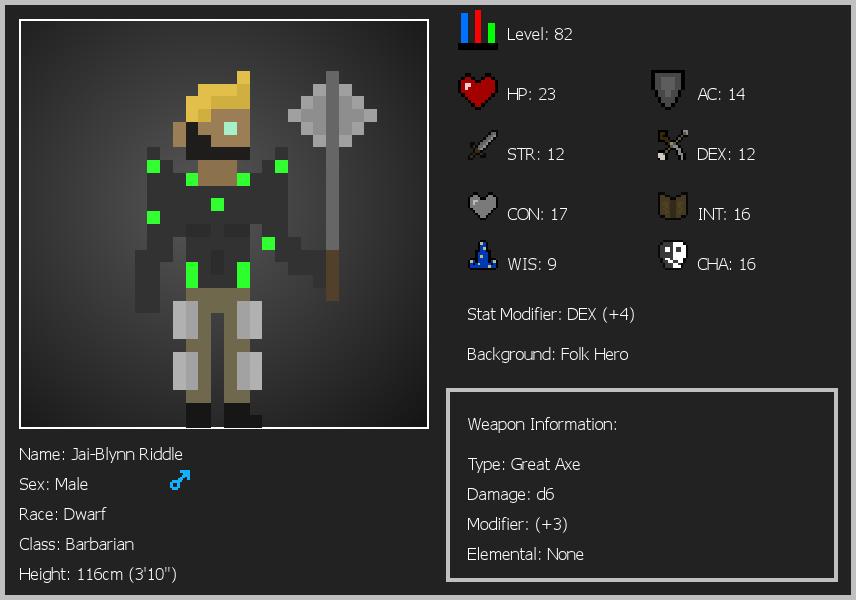 Level: 82
HP: 23
AC: 14
STR: 12
DEX: 12
CON: 17
INT: 16
WIS: 9
CHA: 16
Stat Modifier: DEX (+4)
Background: Folk Hero
Weapon Information:
Type: Great Axe
Damage: d6
Modifier: (+3)
Elemental: None
Name: Jai-Blynn Riddle
Sex: Male
Race: Dwarf
Class: Barbarian
Height: 116cm (3'10")